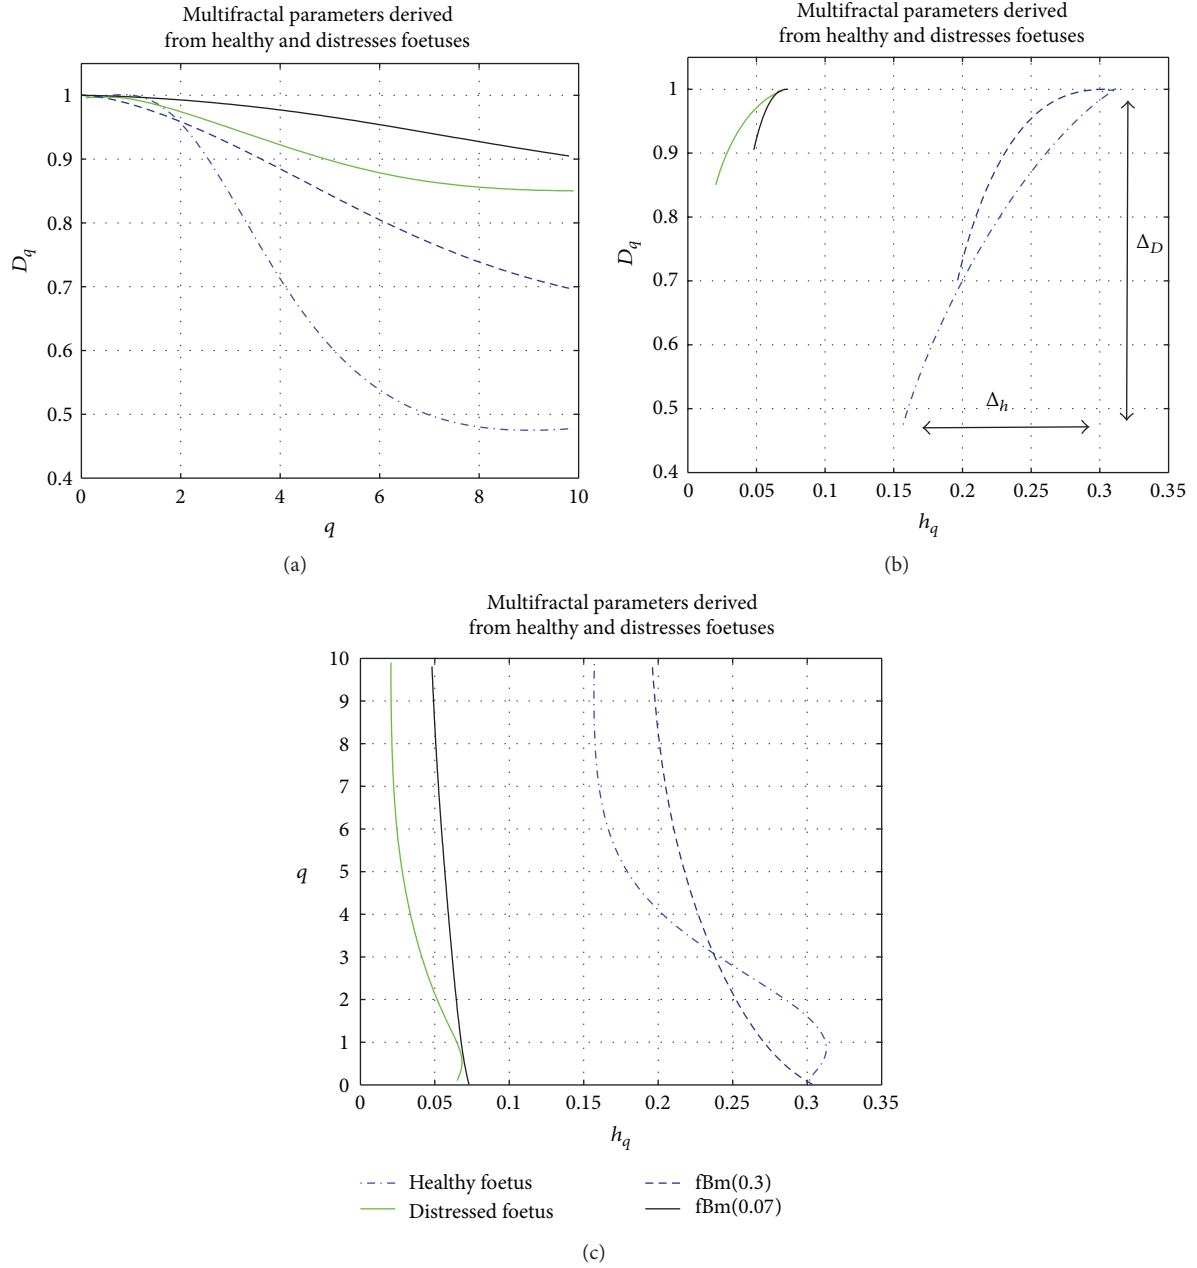 Multifractal parameters derived
from healthy and distresses foetuses
1
0.9
0.8
0.7
0.6
0.5
0.4
D_q
0 2 4 6 8 10
q
(a)
Multifractal parameters derived
from healthy and distresses foetuses
1
0.9
0.8
0.7
0.6
0.5
0.4
D_q
Δ_D
Δ_h
0 0.05 0.1 0.15 0.2 0.25 0.3 0.35
h_q
(b)
Multifractal parameters derived
from healthy and distresses foetuses
10
9
8
7
6
5
4
3
2
1
0
q
0 0.05 0.1 0.15 0.2 0.25 0.3 0.35
h_q
Healthy foetus
Distressed foetus
fBm(0.3)
fBm(0.07)
(c)